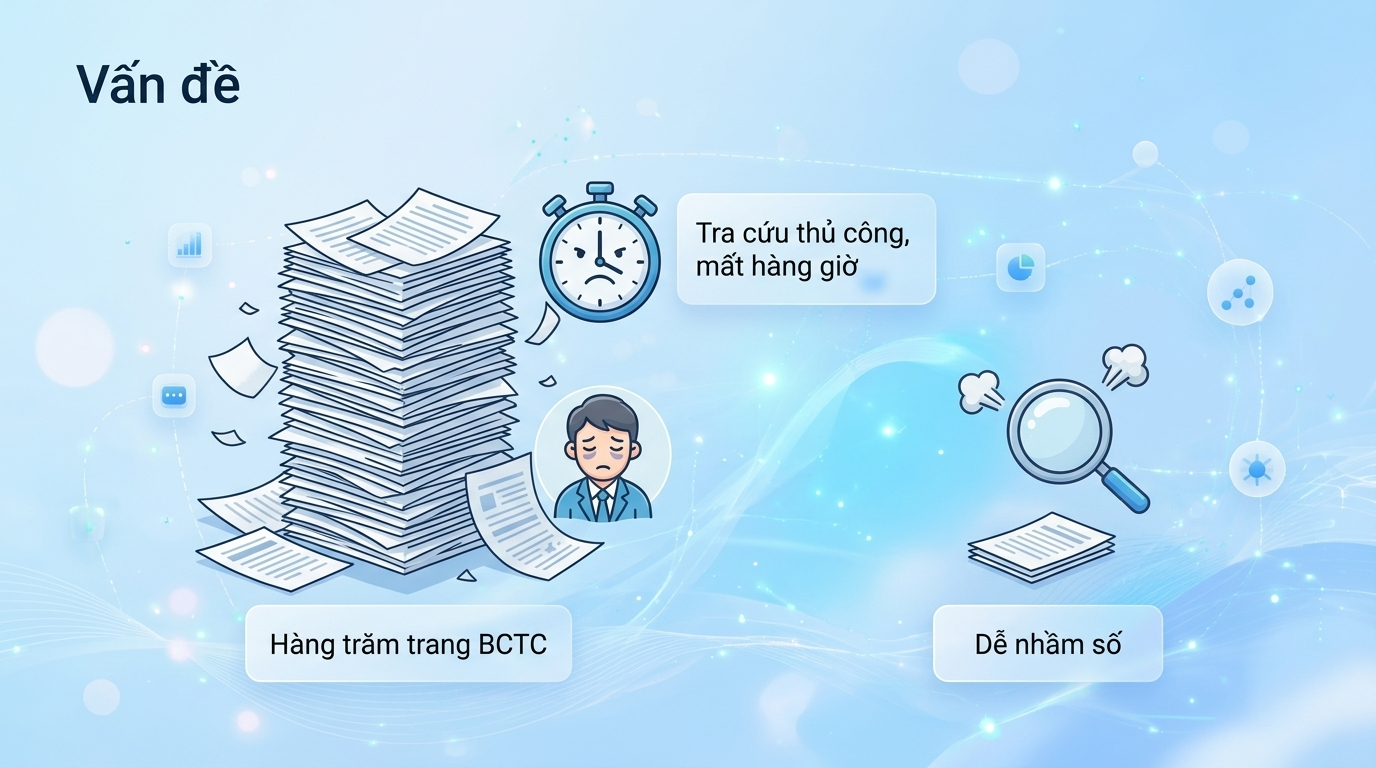 Vấn đề
Tra cứu thủ công,
mất hàng giờ
Hàng trăm trang BCTC
Dễ nhầm số